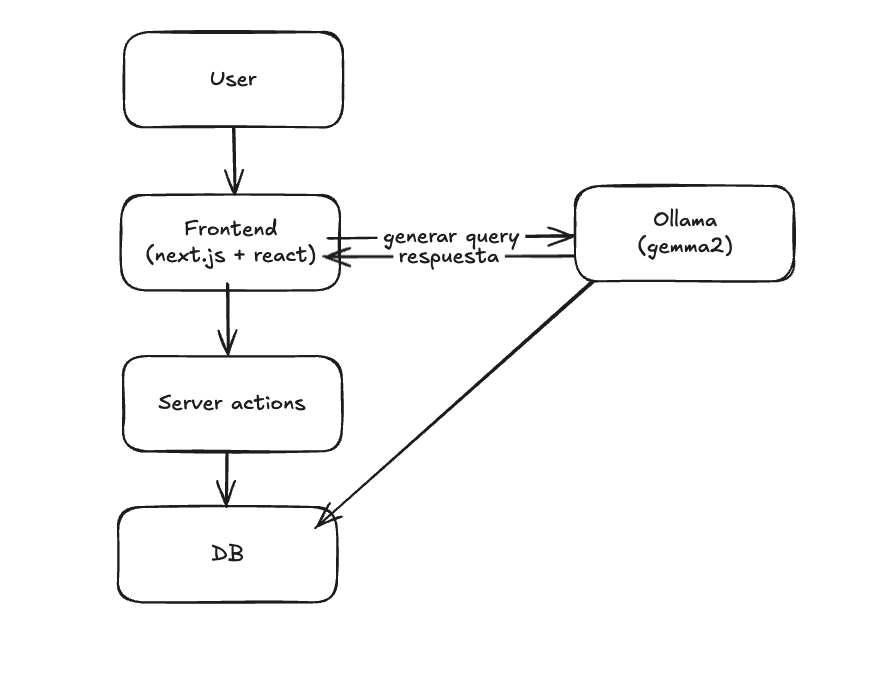 User
Frontend
(next.js + react)
generar query
respuesta
Ollama
(gemma2)
Server actions
DB